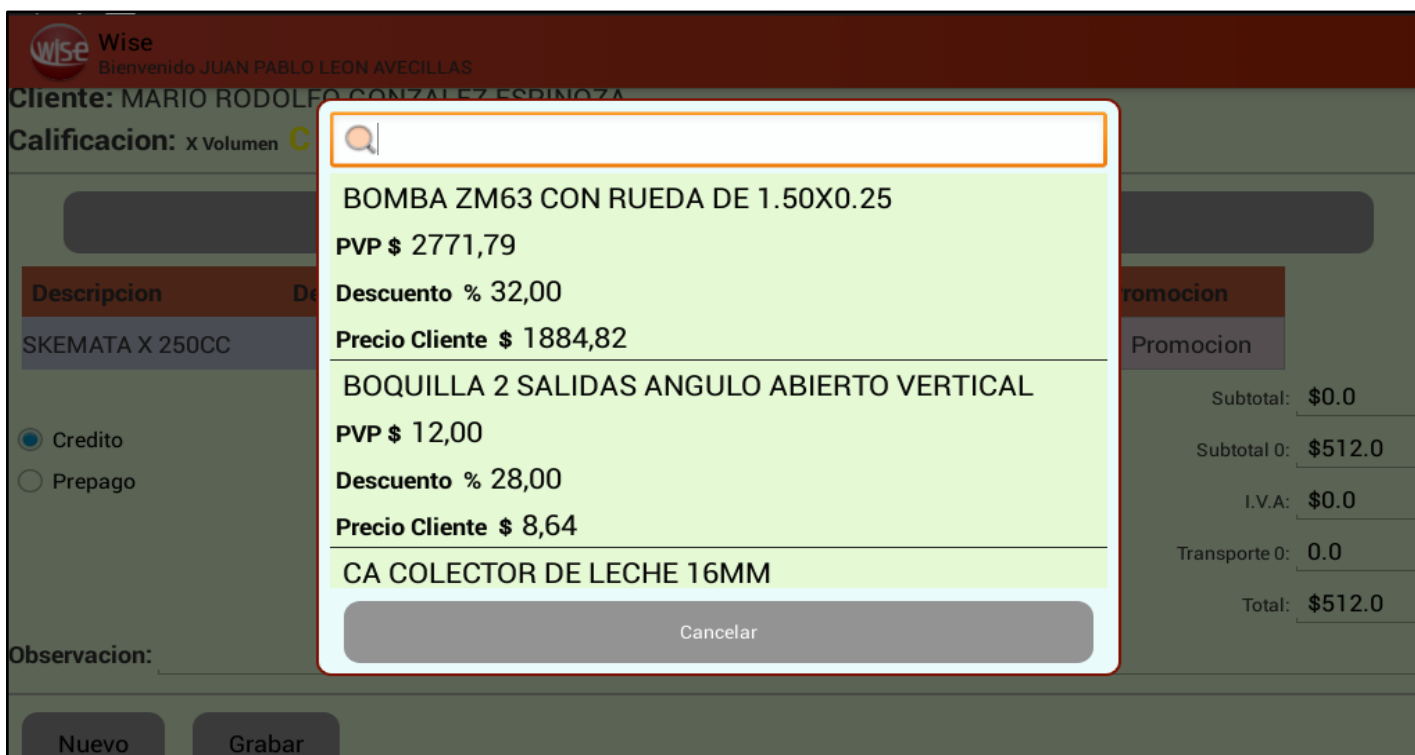 wise Wise
Bienvenido JUAN PABLO LEON AVECILLAS
Cliente: MARIO RODOLFO GONZALEZ ESPINOZA
Calificacion: X Volumen C
BOMBA ZM63 CON RUEDA DE 1.50X0.25
PVP $ 2771,79
Descuento % 32,00
Precio Cliente $ 1884,82
BOQUILLA 2 SALIDAS ANGULO ABIERTO VERTICAL
PVP $ 12,00
Descuento % 28,00
Precio Cliente $ 8,64
CA COLECTOR DE LECHE 16MM
Cancelar
Descripcion
SKEMATA X 250CC
Promocion
Credito
Prepago
Subtotal: $0.0
Subtotal 0: $512.0
I.V.A: $0.0
Transporte 0: 0.0
Total: $512.0
Observacion:
Nuevo Grabar